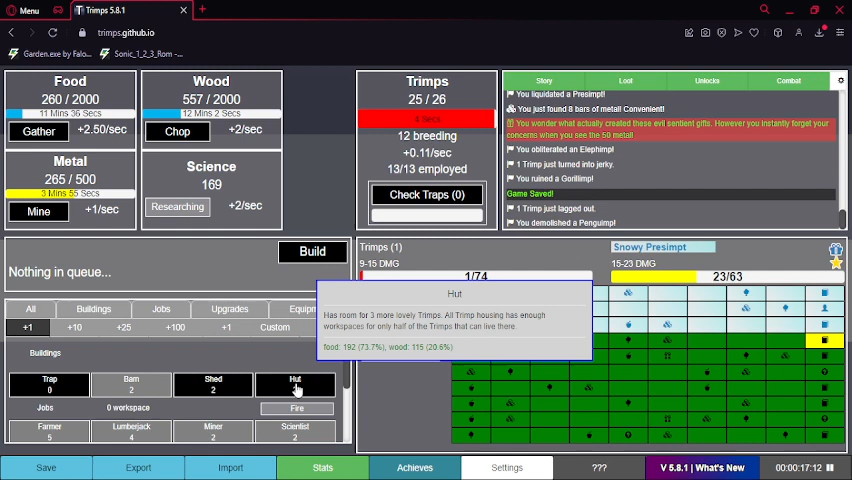 Menu
Trimps 5.8.1
trimps.github.io
Garden.exe by Falo...
Sonic_1_2_3_Rom -...
Food
260 / 2000
11 Mins 36 Secs
Gather
+2.50/sec
Wood
557 / 2000
12 Mins 2 Secs
Chop
+2/sec
Metal
265 / 500
3 Mins 55 Secs
Mine
+1/sec
Science
169
Researching
+2/sec
Trimps
25 / 26
4 Secs
12 breeding
+0.11/sec
13/13 employed
Check Traps (0)
Story
Loot
Unlocks
Combat
You liquidated a Presimpt!
You just found 8 bars of metal! Convenient!
You wonder what actually created these evil sentient gifts. However you instantly forget your
concerns when you see the 50 metal!
You obliterated an Elephimp!
1 Trimp just turned into jerky.
You ruined a Gorillimp!
Game Saved!
1 Trimp just lagged out.
You demolished a Penguimp!
Build
Nothing in queue...
Trimps (1)
9-15 DMG
1/74
Snowy Presimpt
15-23 DMG
23/63
All
Buildings
Jobs
Upgrades
Equipm
+1
+10
+25
+100
+1
Custom
Hut
Has room for 3 more lovely Trimps. All Trimp housing has enough
workspaces for only half of the Trimps that can live there.
food: 192 (73.7%), wood: 115 (20.6%)
Buildings
Trap
0
Barn
2
Shed
2
Hut
2
Jobs
0 workspace
Fire
Farmer
5
Lumberjack
4
Miner
2
Scientist
2
Save
Export
Import
Stats
Achieves
Settings
???
V 5.8.1 | What's New
00:00:17:12